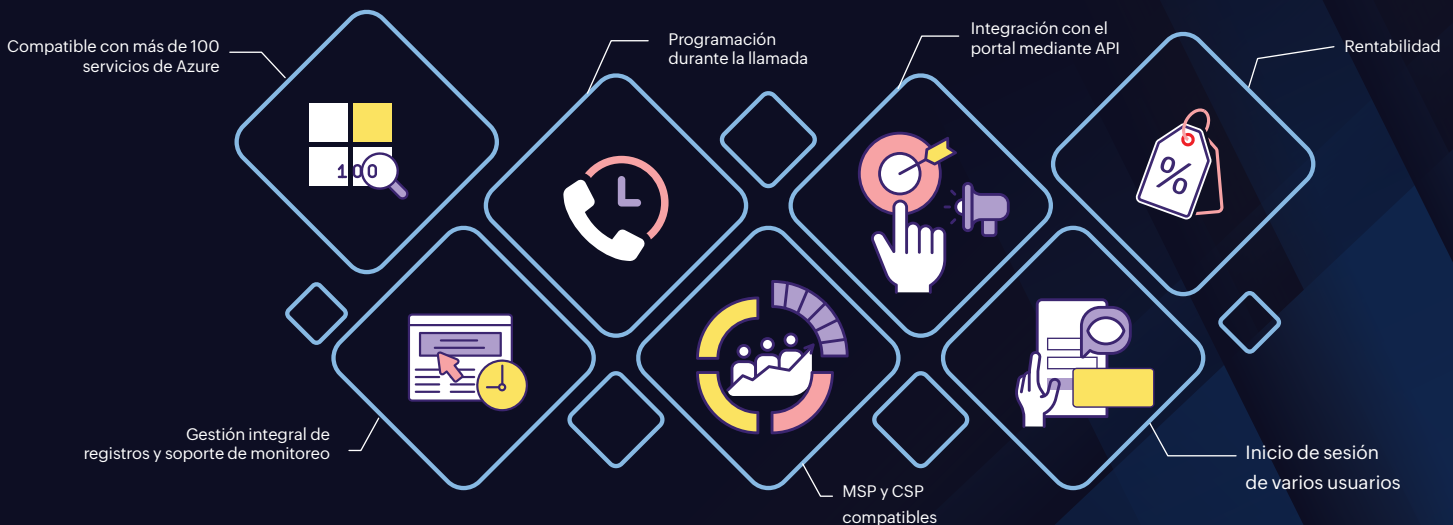 Compatible con más de 100
servicios de Azure
Programación
durante la llamada
Integración con el
portal mediante API
Rentabilidad
100
%
Gestión integral de
registros y soporte de monitoreo
MSP y CSP
compatibles
Inicio de sesión
de varios usuarios